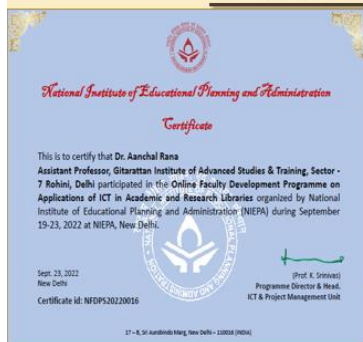 National Institute of Educational Planning and Administration
Certificate
This is to certify that Dr. Aanchal Rana
Assistant Professor, Gitarattan Institute of Advanced Studies & Training, Sector -
7 Rohini, Delhi participated in the Online Faculty Development Programme on
Applications of ICT in Academic and Research Libraries organized by National
Institute of Educational Planning and Administration (NIEPA) during September
19-23, 2022 at NIEPA, New Delhi.
Sept. 23, 2022
New Delhi
Certificate id: NFDPS20220016
(Prof. K. Srinivas)
Programme Director & Head,
ICT & Project Management Unit
17 – B, Sri Aurobindo Marg, New Delhi – 110016 (INDIA)